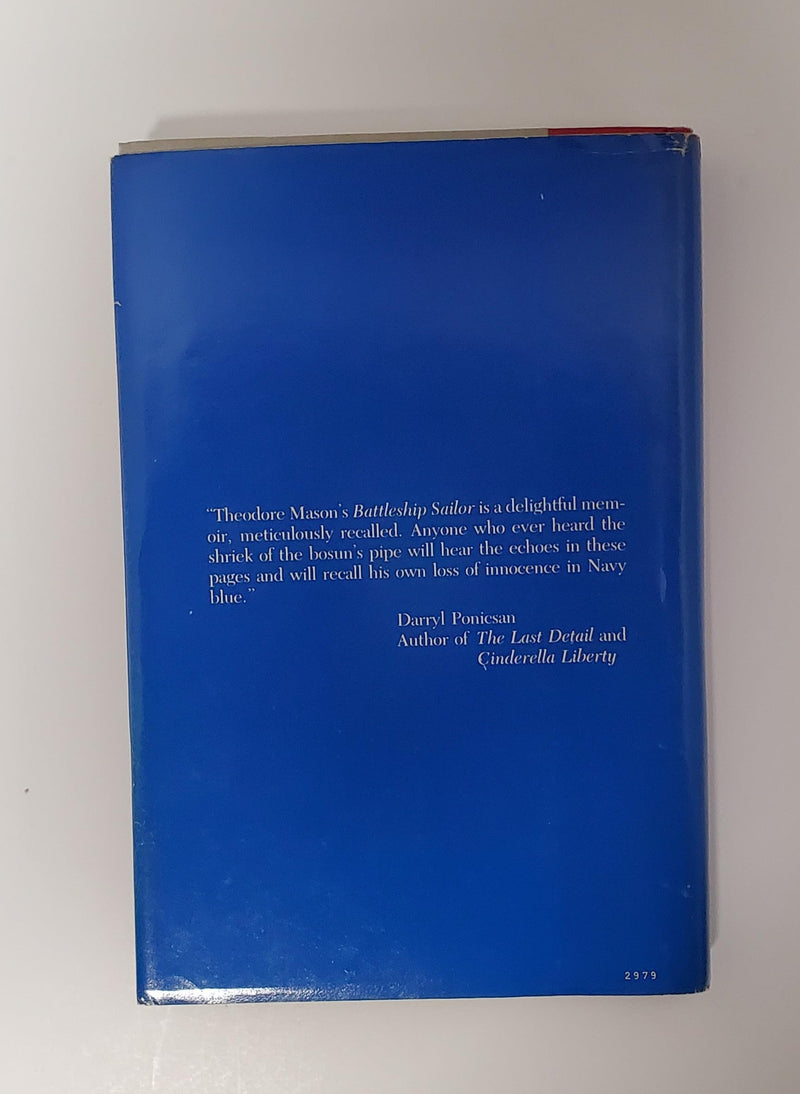 “Theodore Mason’s Battleship Sailor is a delightful mem-
oir, meticulously recalled. Anyone who ever heard the
shriek of the bosun’s pipe will hear the echoes in these
pages and will recall his own loss of innocence in Navy
blue.”
Darryl Ponicsan
Author of The Last Detail and
Cinderella Liberty
2979